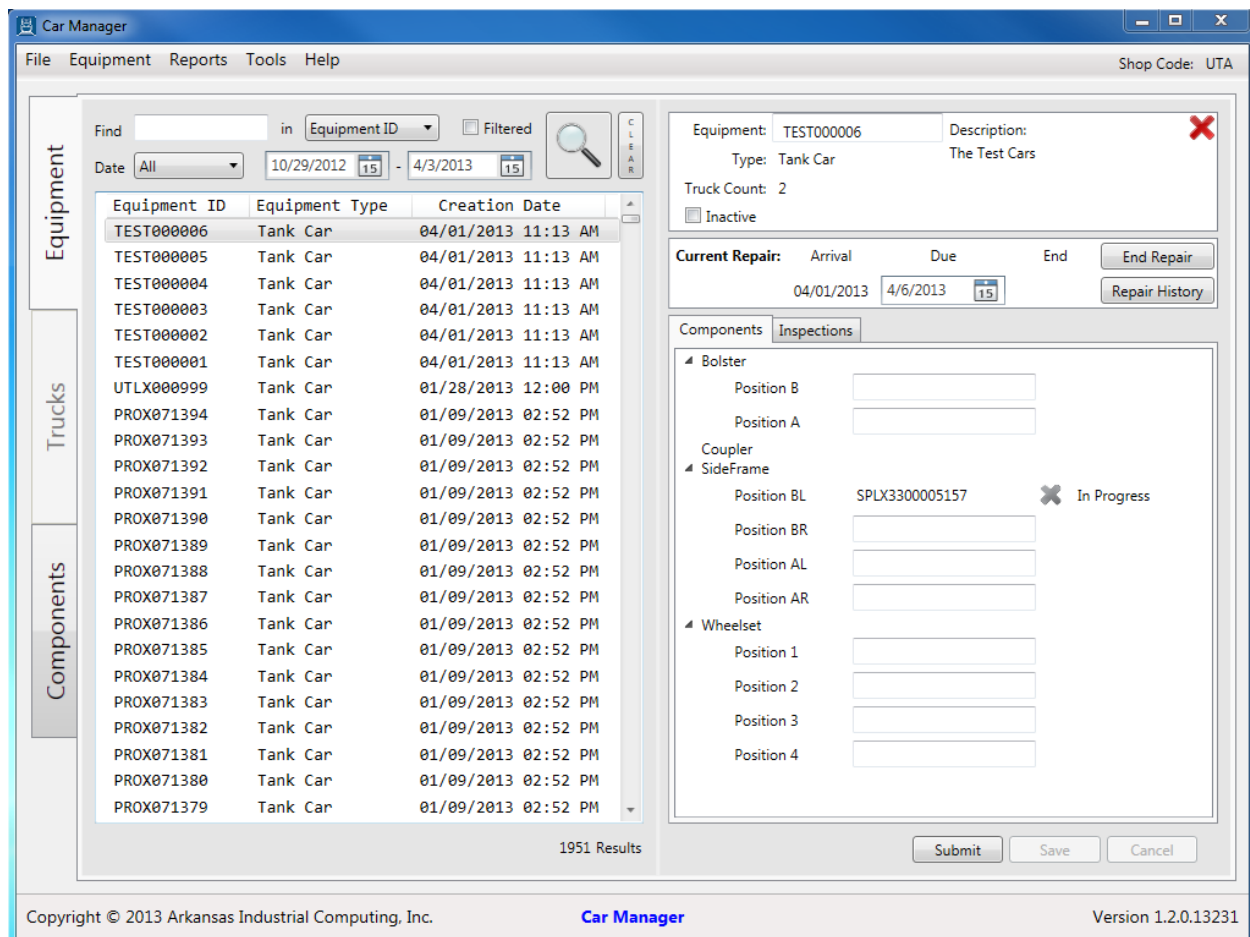 Car Manager
File Equipment Reports Tools Help Shop Code: UTA
Equipment
Trucks
Components
Find in Equipment ID Filtered
CLEAR
Date All 10/29/2012 15 - 4/3/2013 15
Equipment ID Equipment Type Creation Date
TEST000006 Tank Car 04/01/2013 11:13 AM
TEST000005 Tank Car 04/01/2013 11:13 AM
TEST000004 Tank Car 04/01/2013 11:13 AM
TEST000003 Tank Car 04/01/2013 11:13 AM
TEST000002 Tank Car 04/01/2013 11:13 AM
TEST000001 Tank Car 04/01/2013 11:13 AM
UTLX000999 Tank Car 01/28/2013 12:00 PM
PROX071394 Tank Car 01/09/2013 02:52 PM
PROX071393 Tank Car 01/09/2013 02:52 PM
PROX071392 Tank Car 01/09/2013 02:52 PM
PROX071391 Tank Car 01/09/2013 02:52 PM
PROX071390 Tank Car 01/09/2013 02:52 PM
PROX071389 Tank Car 01/09/2013 02:52 PM
PROX071388 Tank Car 01/09/2013 02:52 PM
PROX071387 Tank Car 01/09/2013 02:52 PM
PROX071386 Tank Car 01/09/2013 02:52 PM
PROX071385 Tank Car 01/09/2013 02:52 PM
PROX071384 Tank Car 01/09/2013 02:52 PM
PROX071383 Tank Car 01/09/2013 02:52 PM
PROX071382 Tank Car 01/09/2013 02:52 PM
PROX071381 Tank Car 01/09/2013 02:52 PM
PROX071380 Tank Car 01/09/2013 02:52 PM
PROX071379 Tank Car 01/09/2013 02:52 PM
1951 Results
Equipment: TEST000006 Description:
Type: Tank Car The Test Cars
Truck Count: 2
Inactive
Current Repair: Arrival Due End End Repair
04/01/2013 4/6/2013 15 Repair History
Components Inspections
Bolster
Position B
Position A
Coupler
SideFrame
Position BL SPLX3300005157 In Progress
Position BR
Position AL
Position AR
Wheelset
Position 1
Position 2
Position 3
Position 4
Submit Save Cancel
Copyright © 2013 Arkansas Industrial Computing, Inc. Car Manager Version 1.2.0.13231